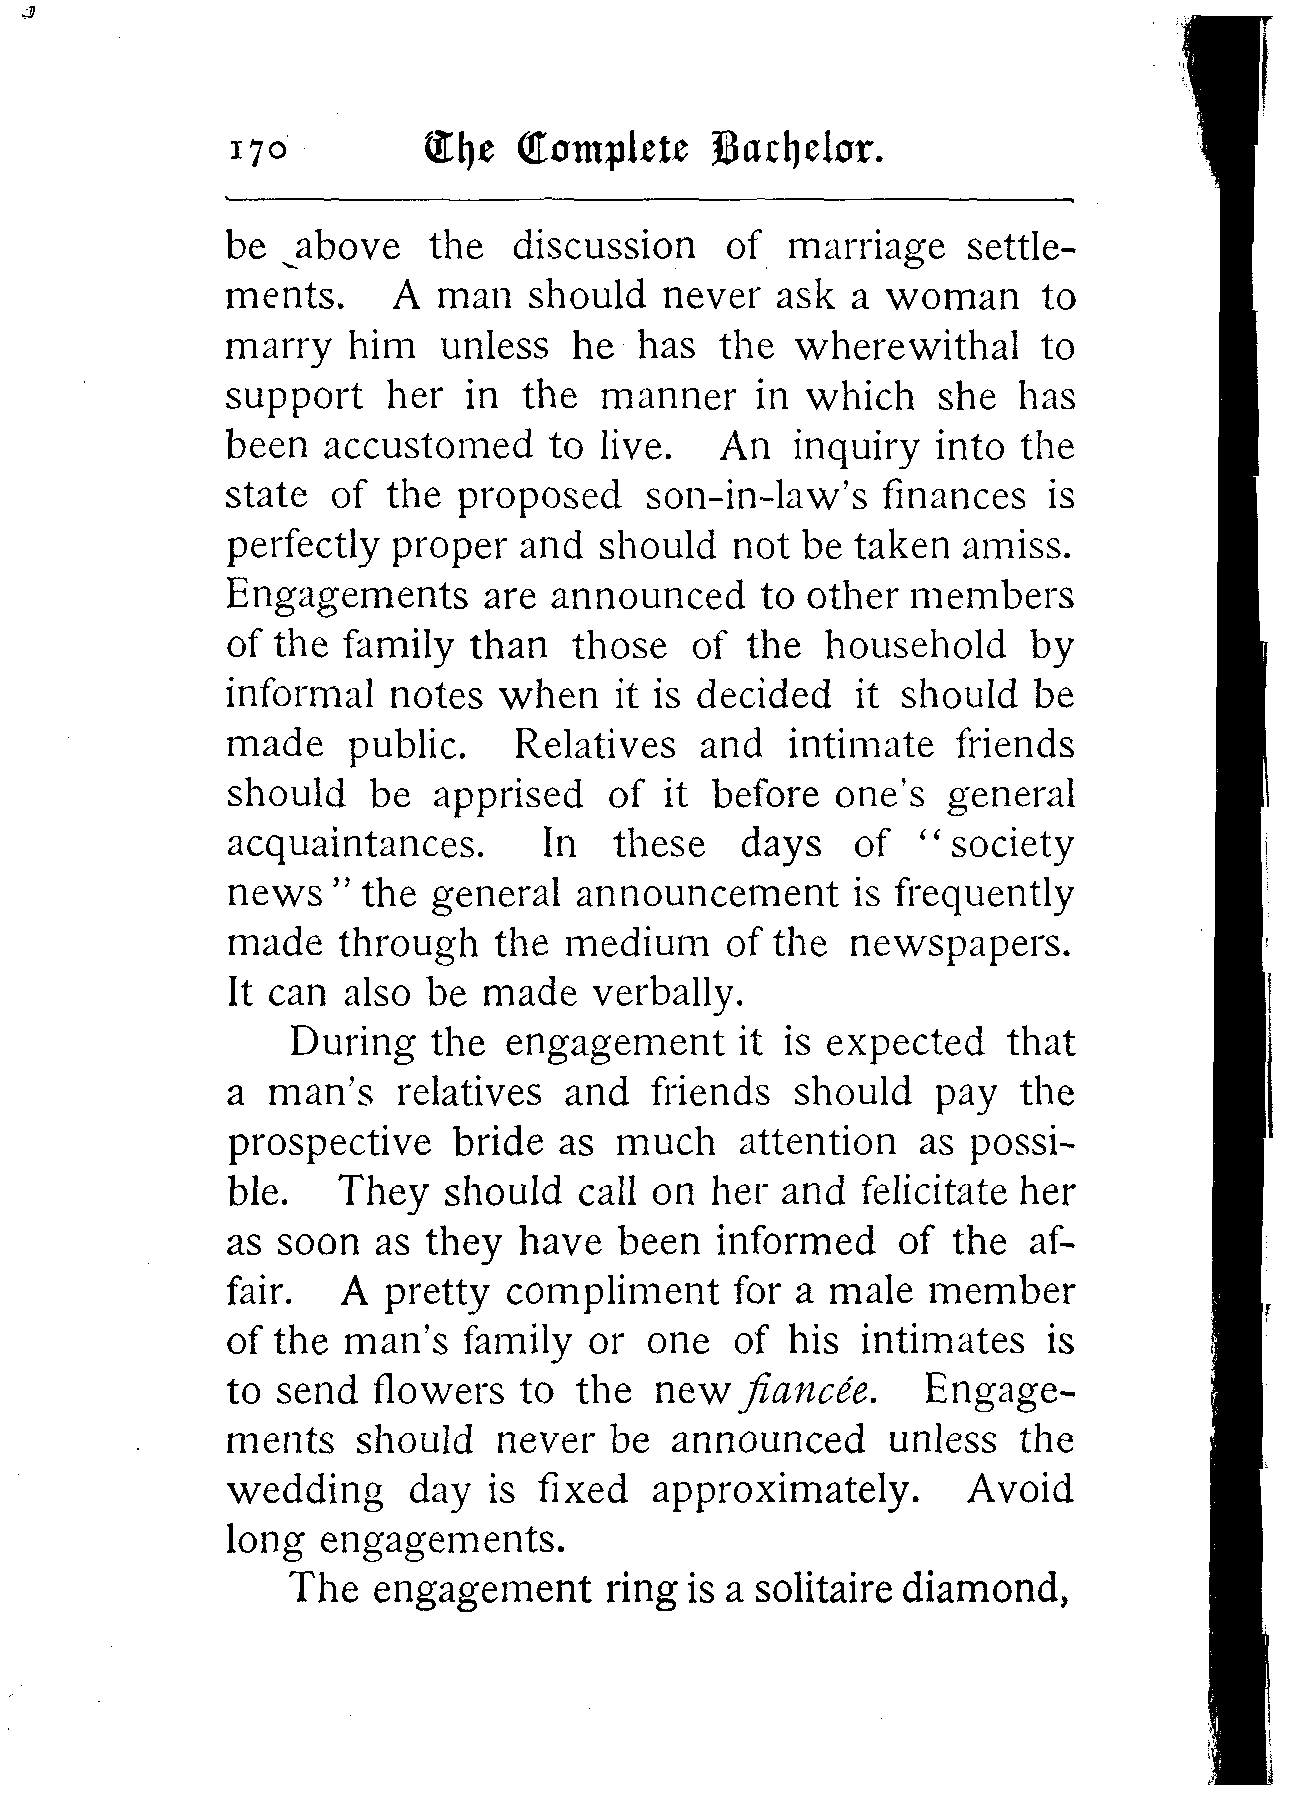 170 The Complete Bachelor.
be above the discussion of marriage settle-
ments. A man should never ask a woman to
marry him unless he has the wherewithal to
support her in the manner in which she has
been accustomed to live. An inquiry into the
state of the proposed son-in-law's finances is
perfectly proper and should not be taken amiss.
Engagements are announced to other members
of the family than those of the household by
informal notes when it is decided it should be
made public. Relatives and intimate friends
should be apprised of it before one's general
acquaintances. In these days of “society
news” the general announcement is frequently
made through the medium of the newspapers.
It can also be made verbally.
During the engagement it is expected that
a man's relatives and friends should pay the
prospective bride as much attention as possi-
ble. They should call on her and felicitate her
as soon as they have been informed of the af-
fair. A pretty compliment for a male member
of the man's family or one of his intimates is
to send flowers to the new fiancée. Engage-
ments should never be announced unless the
wedding day is fixed approximately. Avoid
long engagements.
The engagement ring is a solitaire diamond,